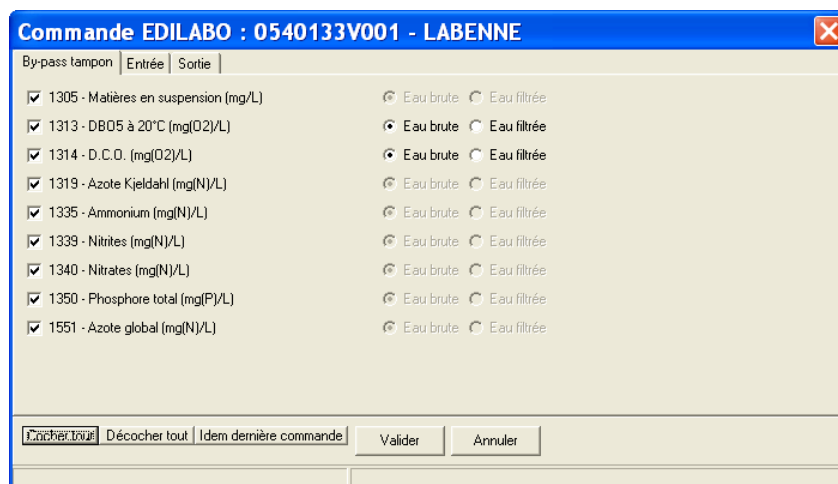 Commande EDILABO : 0540133V001 - LABENNE
By-pass tampon Entrée Sortie
1305 - Matières en suspension (mg/L) Eau brute Eau filtrée
1313 - DBO5 à 20°C (mg(O2)/L) Eau brute Eau filtrée
1314 - D.C.O. (mg(O2)/L) Eau brute Eau filtrée
1319 - Azote Kjeldahl (mg(N)/L) Eau brute Eau filtrée
1335 - Ammonium (mg(N)/L) Eau brute Eau filtrée
1339 - Nitrites (mg(N)/L) Eau brute Eau filtrée
1340 - Nitrates (mg(N)/L) Eau brute Eau filtrée
1350 - Phosphore total (mg(P)/L) Eau brute Eau filtrée
1551 - Azote global (mg(N)/L) Eau brute Eau filtrée
Cocher tout Décocher tout Idem dernière commande Valider Annuler